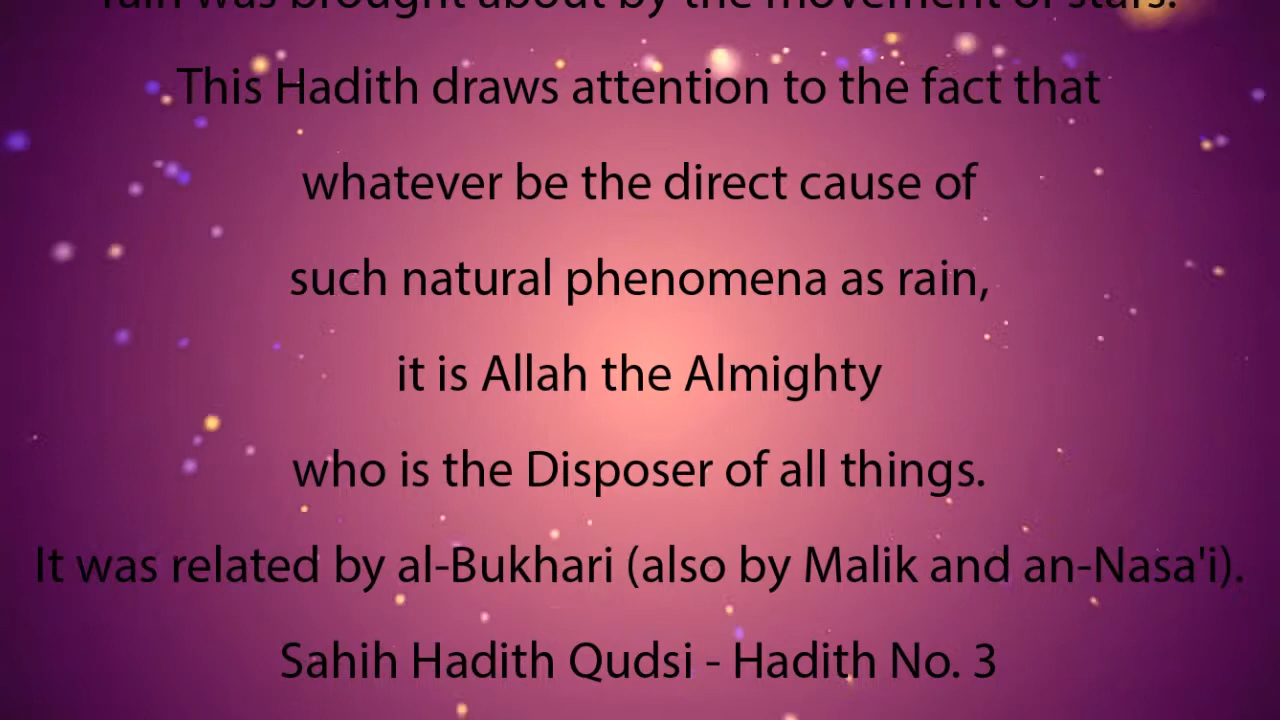 rain was brought about by the movement of stars.
This Hadith draws attention to the fact that
whatever be the direct cause of
such natural phenomena as rain,
it is Allah the Almighty
who is the Disposer of all things.
It was related by al-Bukhari (also by Malik and an-Nasa'i).
Sahih Hadith Qudsi - Hadith No. 3